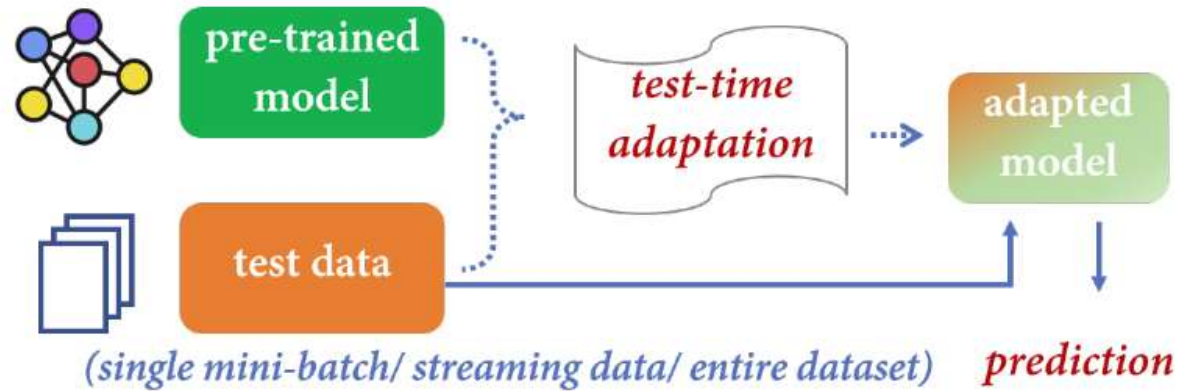 pre-trained
model
test-time
adaptation
adapted
model
test data
(single mini-batch/ streaming data/ entire dataset)
prediction